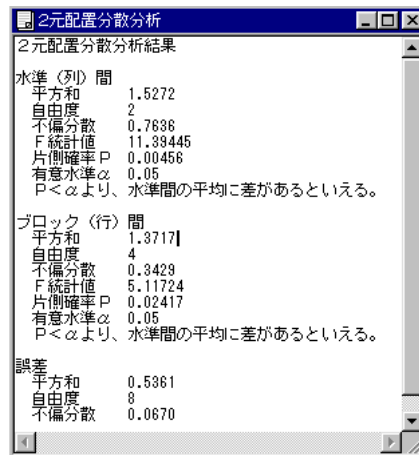 2元配置分散分析
２元配置分散分析結果
水準（列）間
平方和 1.5272
自由度 2
不偏分散 0.7636
Ｆ統計値 11.39445
片側確率Ｐ 0.00456
有意水準α 0.05
Ｐ＜αより、水準間の平均に差があるといえる。
ブロック（行）間
平方和 1.3717
自由度 4
不偏分散 0.3429
Ｆ統計値 5.11724
片側確率Ｐ 0.02417
有意水準α 0.05
Ｐ＜αより、水準間の平均に差があるといえる。
誤差
平方和 0.5361
自由度 8
不偏分散 0.0670